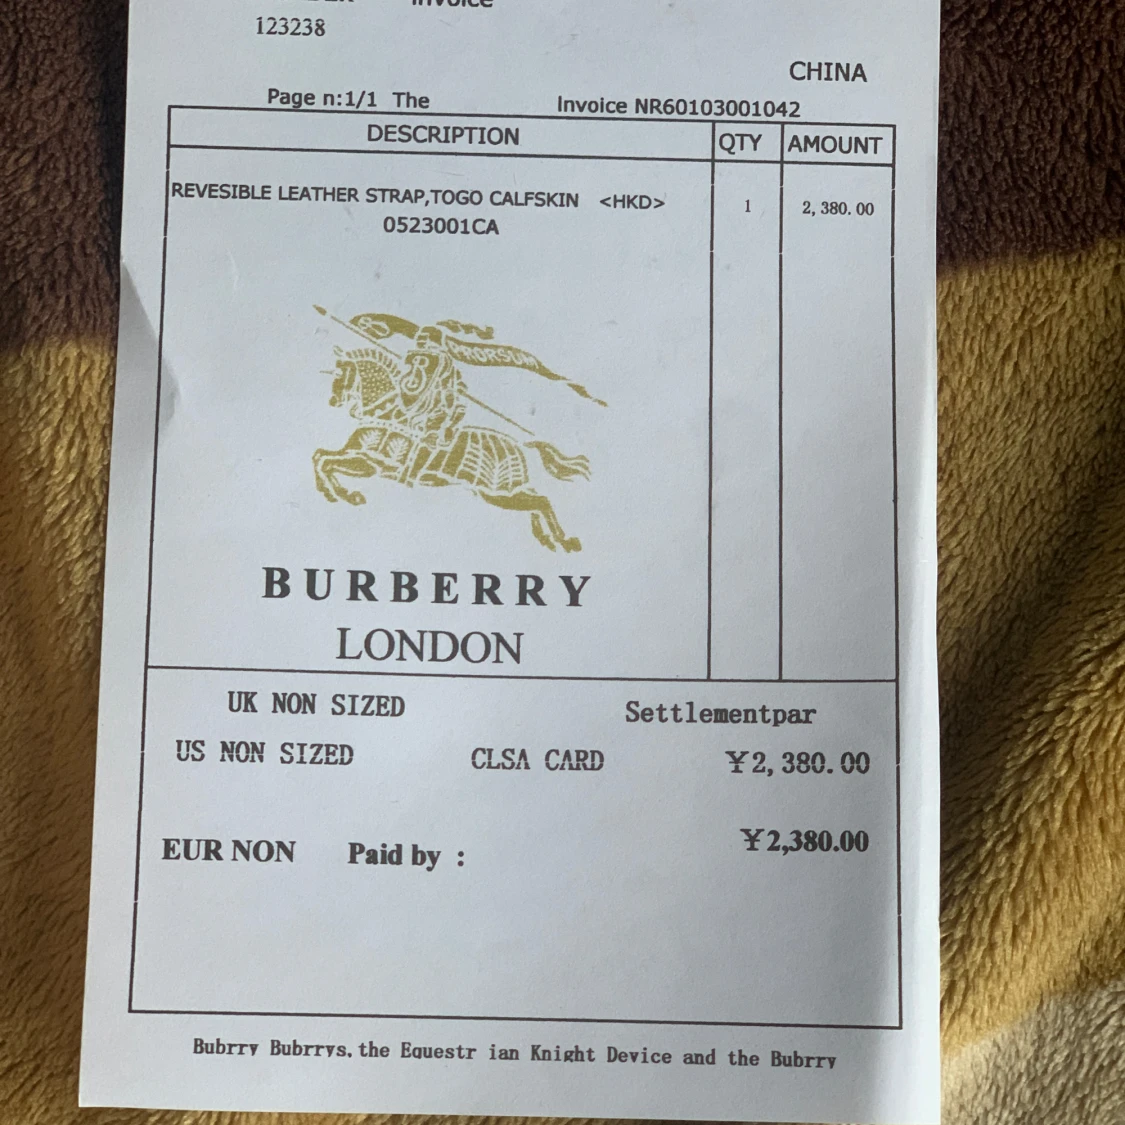 Invoice
123238
CHINA
Page n:1/1 The Invoice NR60103001042
DESCRIPTION QTY AMOUNT
REVESIBLE LEATHER STRAP,TOGO CALFSKIN <HKD> 1 2,380.00
0523001CA
PRORSUM
B
BURBERRY
LONDON
UK NON SIZED Settlementpar
US NON SIZED CLSA CARD ¥2,380.00
EUR NON Paid by : ¥2,380.00
Bubrry Bubrrys, the Equestr ian Knight Device and the Bubrry